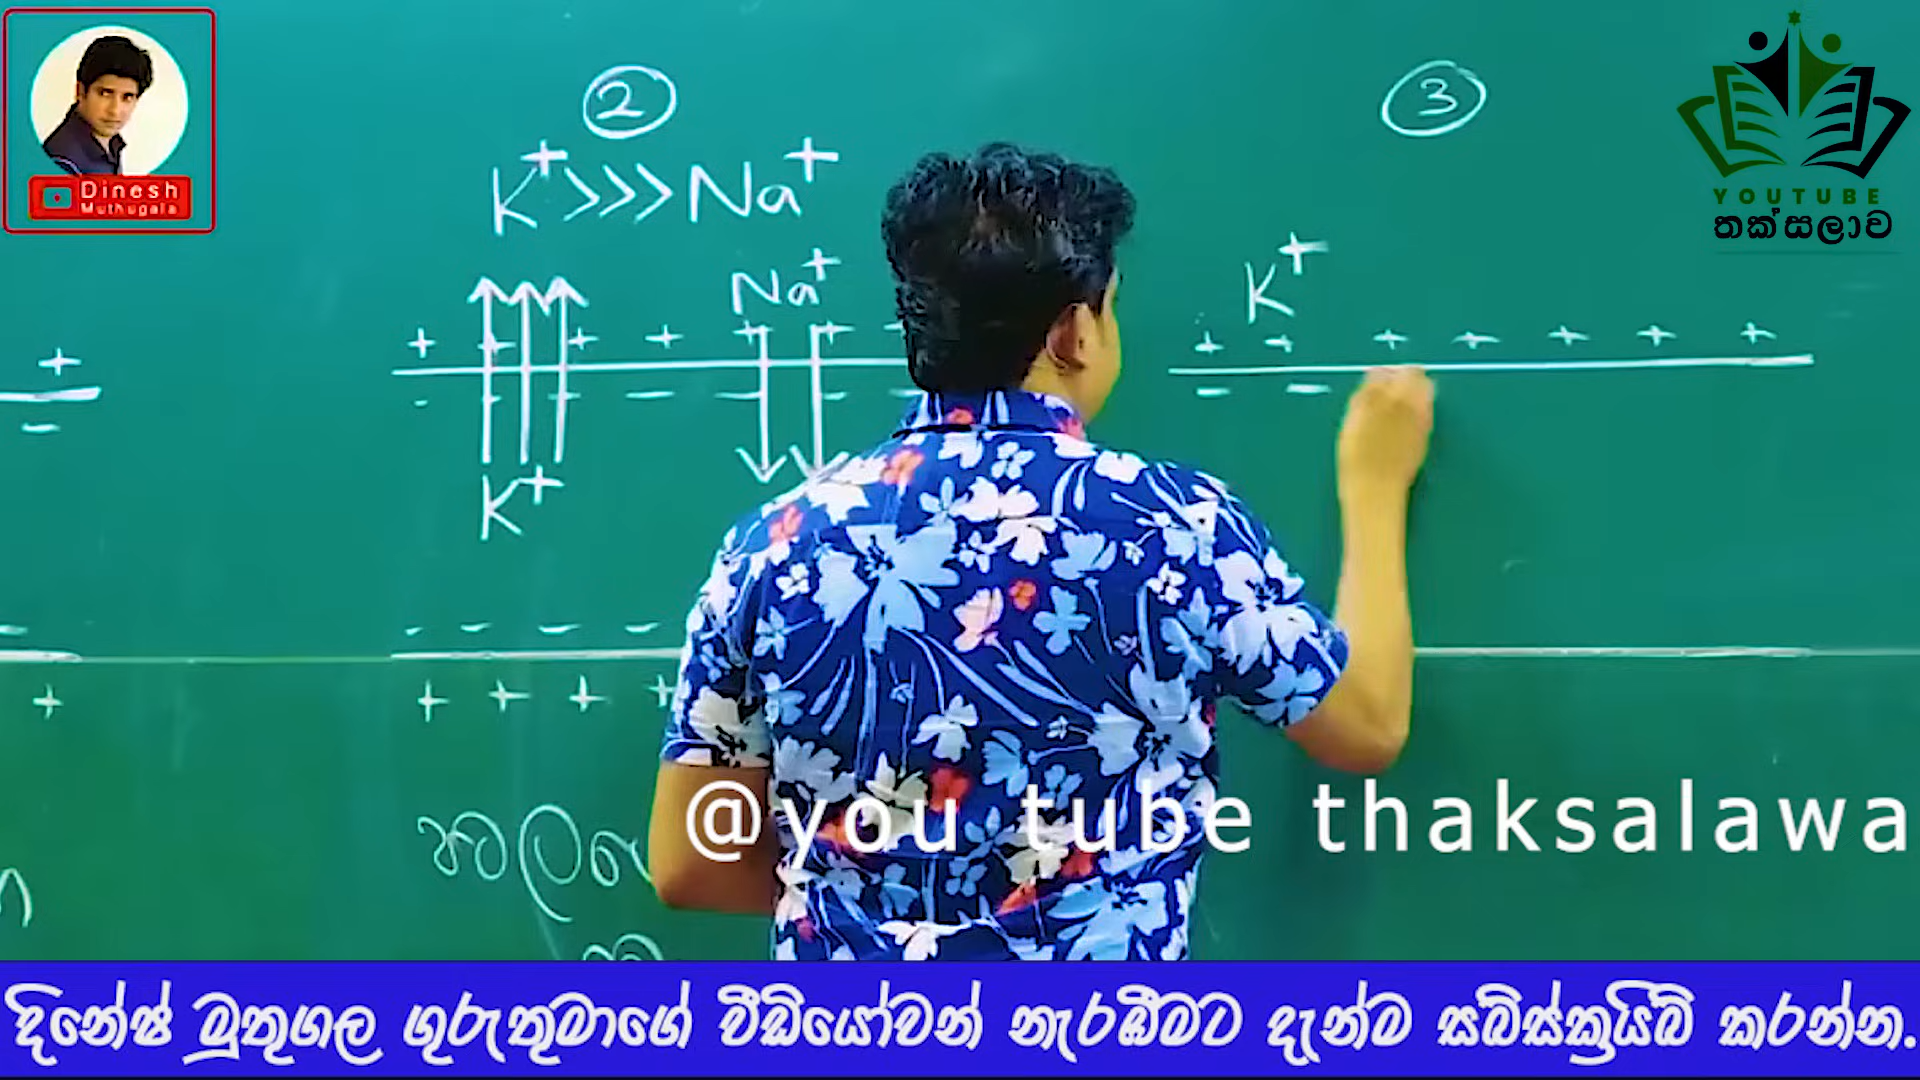 Dinesh
Muthugala
YOUTUBE
තක්සලාව
②
③
K⁺ >>> Na⁺
Na⁺
K⁺
+ + + + + +
+ + + + + + +
+
- - - -
- -
-
K⁺
- - - -
+ + + +
+
@you tube thaksalawa
දිනේෂ් මුතුගල ගුරුතුමාගේ වීඩියෝවන් නැරඹීමට දැන්ම සබ්ස්ක්‍රයිබ් කරන්න.